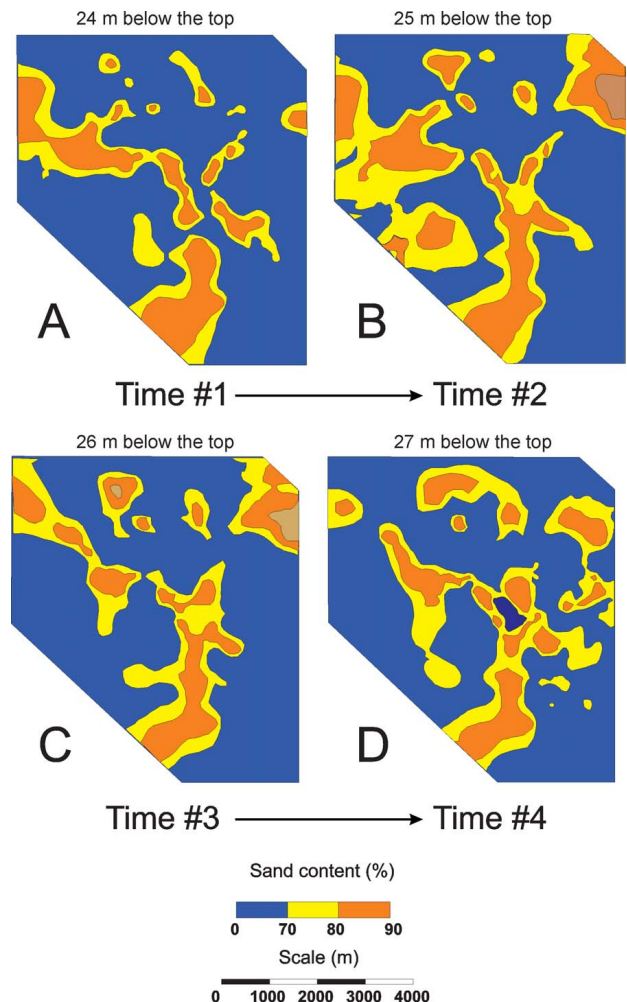 24 m below the top
25 m below the top
A
B
Time #1
Time #2
26 m below the top
27 m below the top
C
D
Time #3
Time #4
Sand content (%)
0 70 80 90
Scale (m)
0 1000 2000 3000 4000